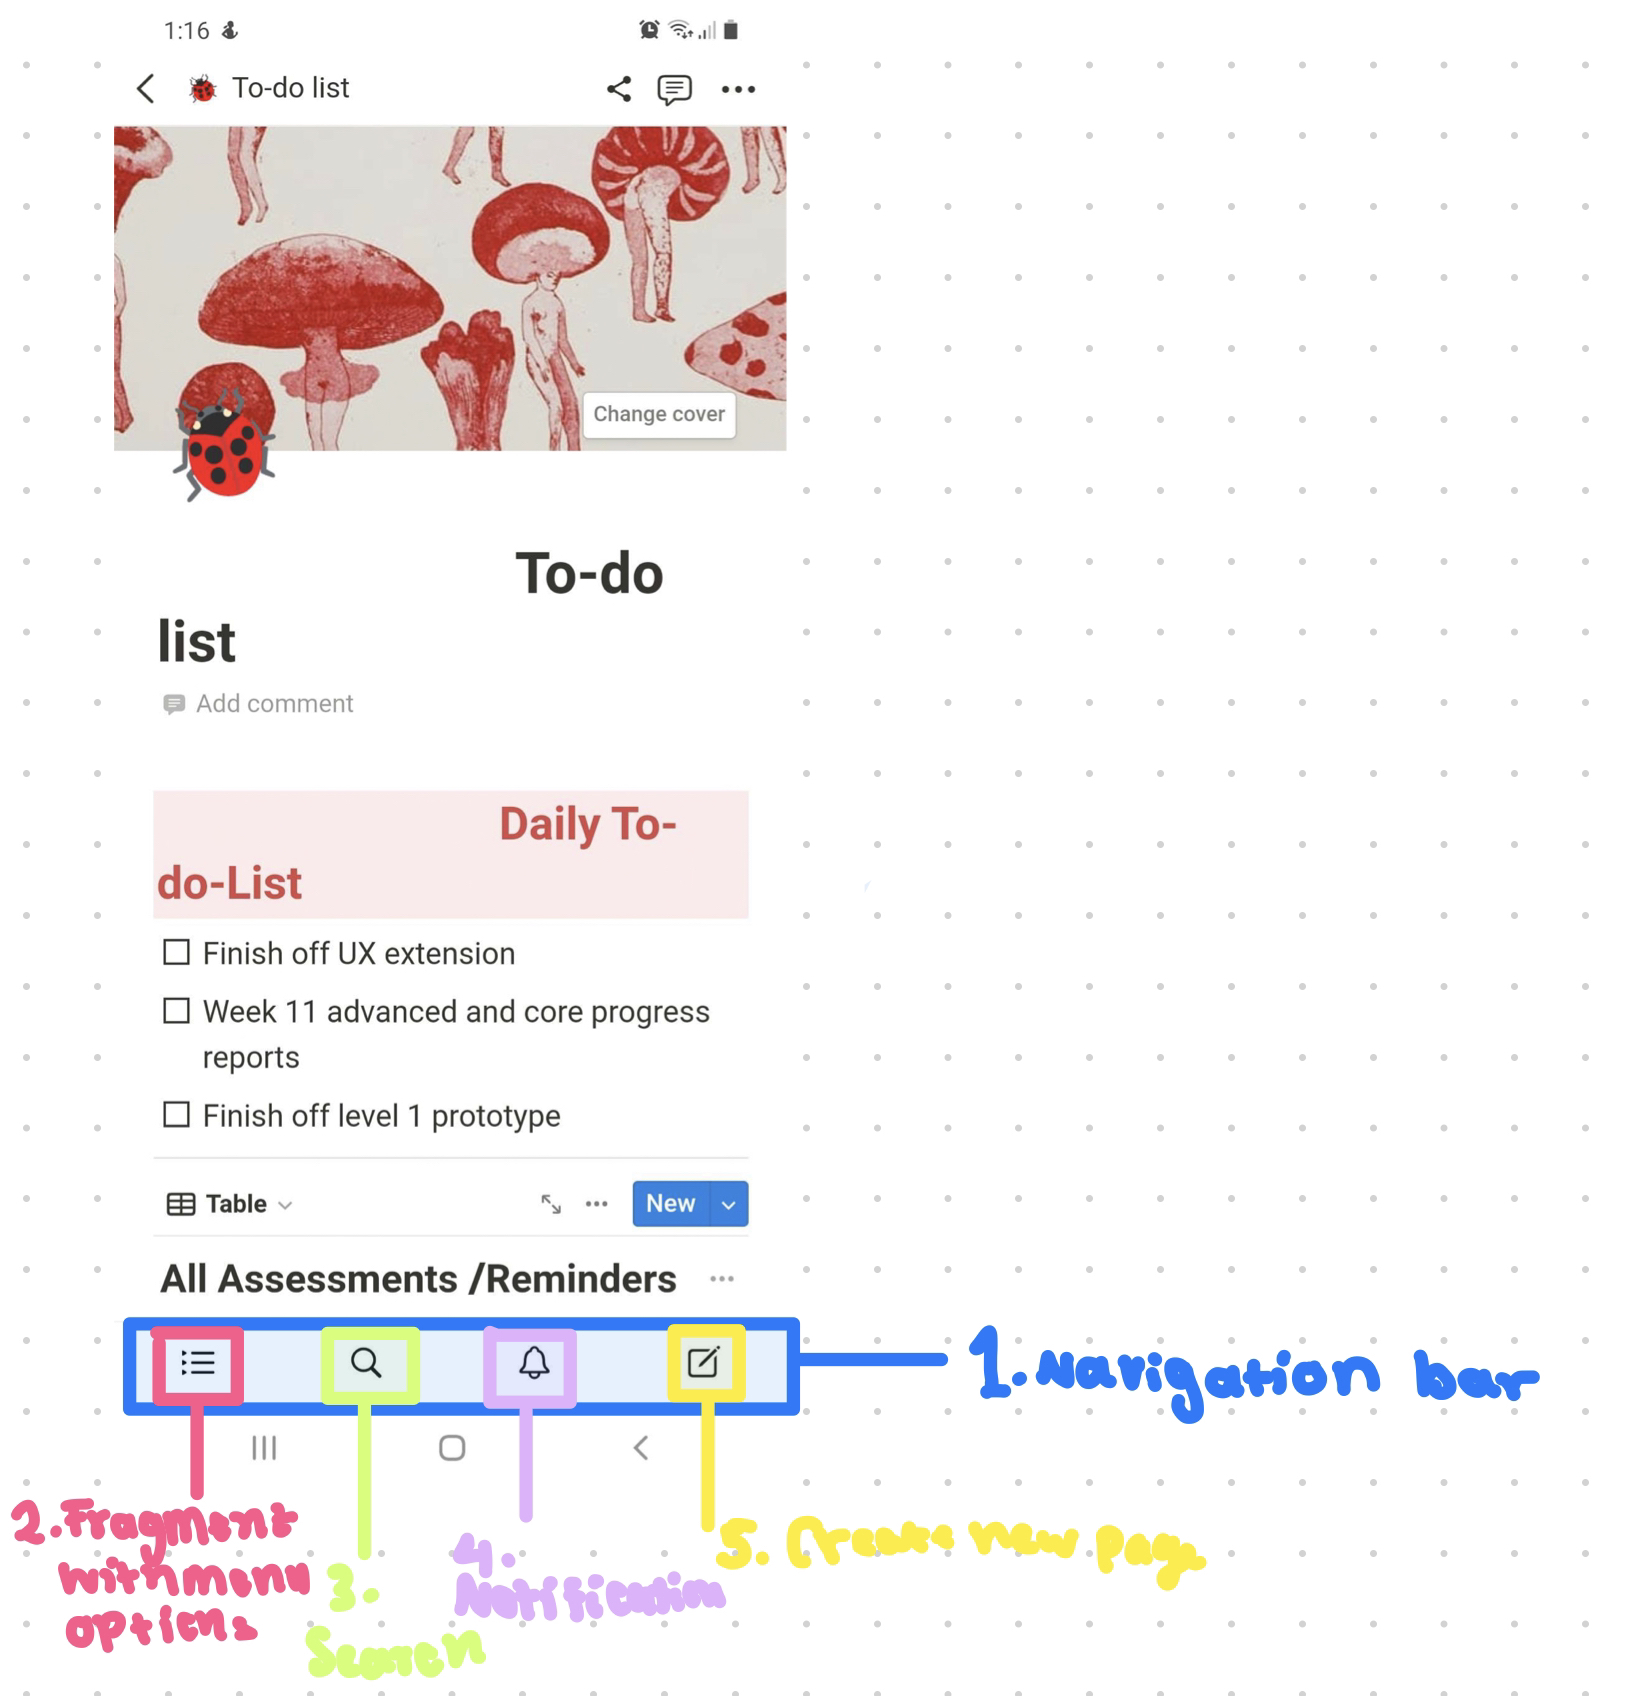 1:16
To-do list
Change cover
To-do
list
Add comment
Daily To-
do-List
Finish off UX extension
Week 11 advanced and core progress
reports
Finish off level 1 prototype
Table
New
All Assessments /Reminders
1. Navigation bar
2. Fragment
with menu
options
3.
Search
4.
Notification
5. Create new page